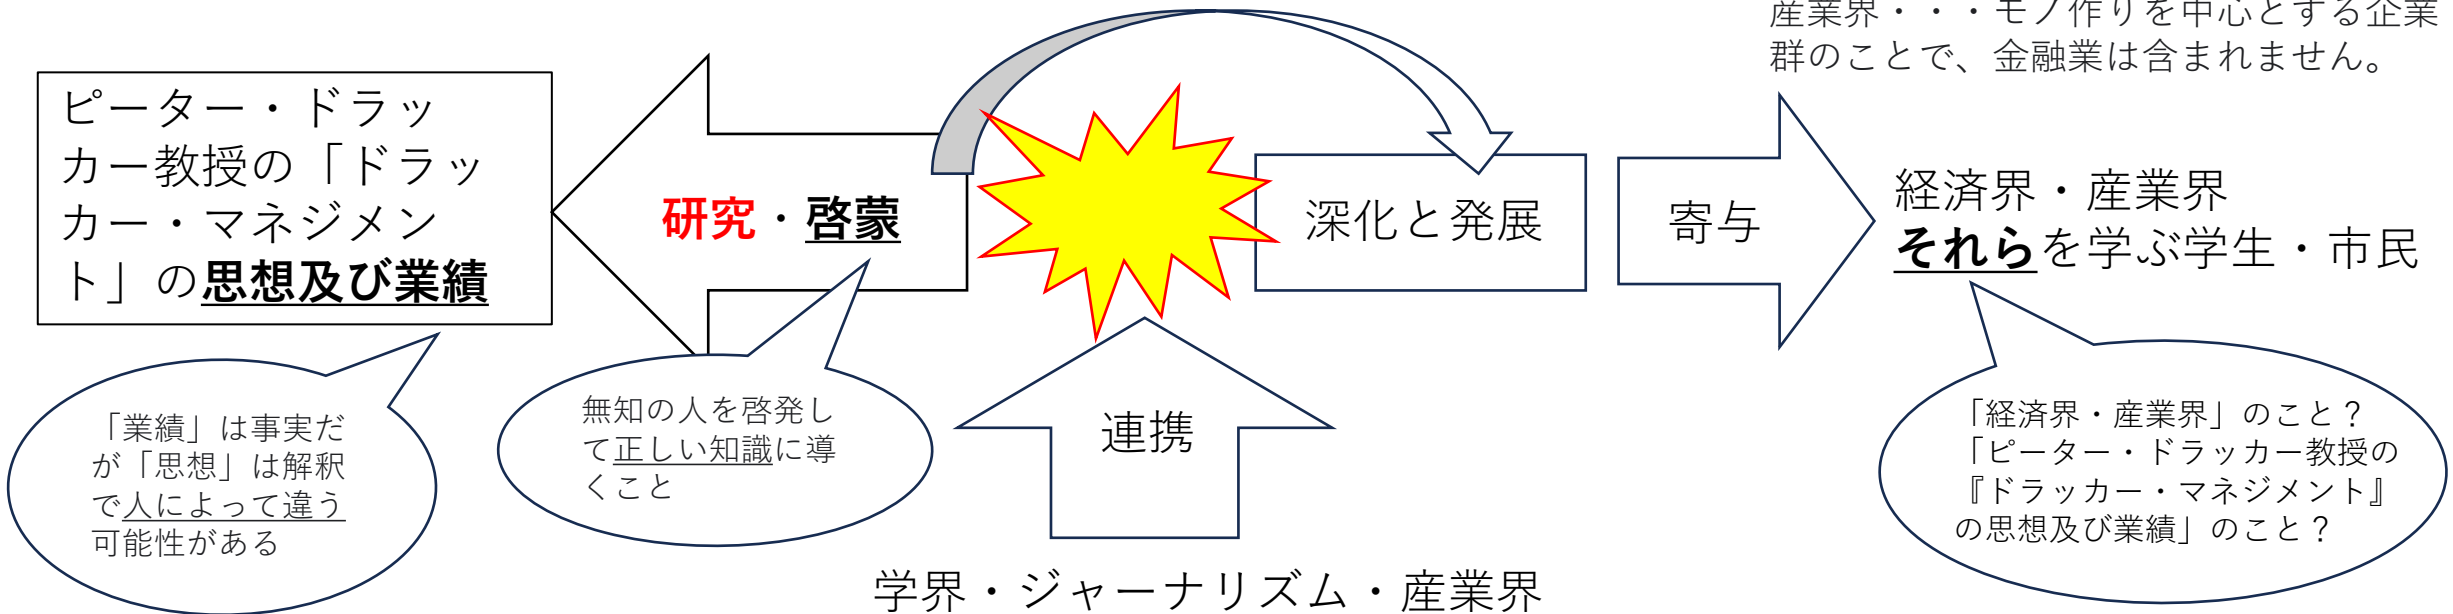 産業界・・・モノ作りを中心とする企業
群のことで、金融業は含まれません。
ピーター・ドラッ
カー教授の「ドラッ
カー・マネジメン
ト」の思想及び業績
研究・啓蒙
深化と発展
寄与
経済界・産業界
それらを学ぶ学生・市民
「業績」は事実だ
が「思想」は解釈
で人によって違う
可能性がある
無知の人を啓発し
て正しい知識に導
くこと
連携
「経済界・産業界」のこと？
「ピーター・ドラッカー教授の
『ドラッカー・マネジメント』
の思想及び業績」のこと？
学界・ジャーナリズム・産業界